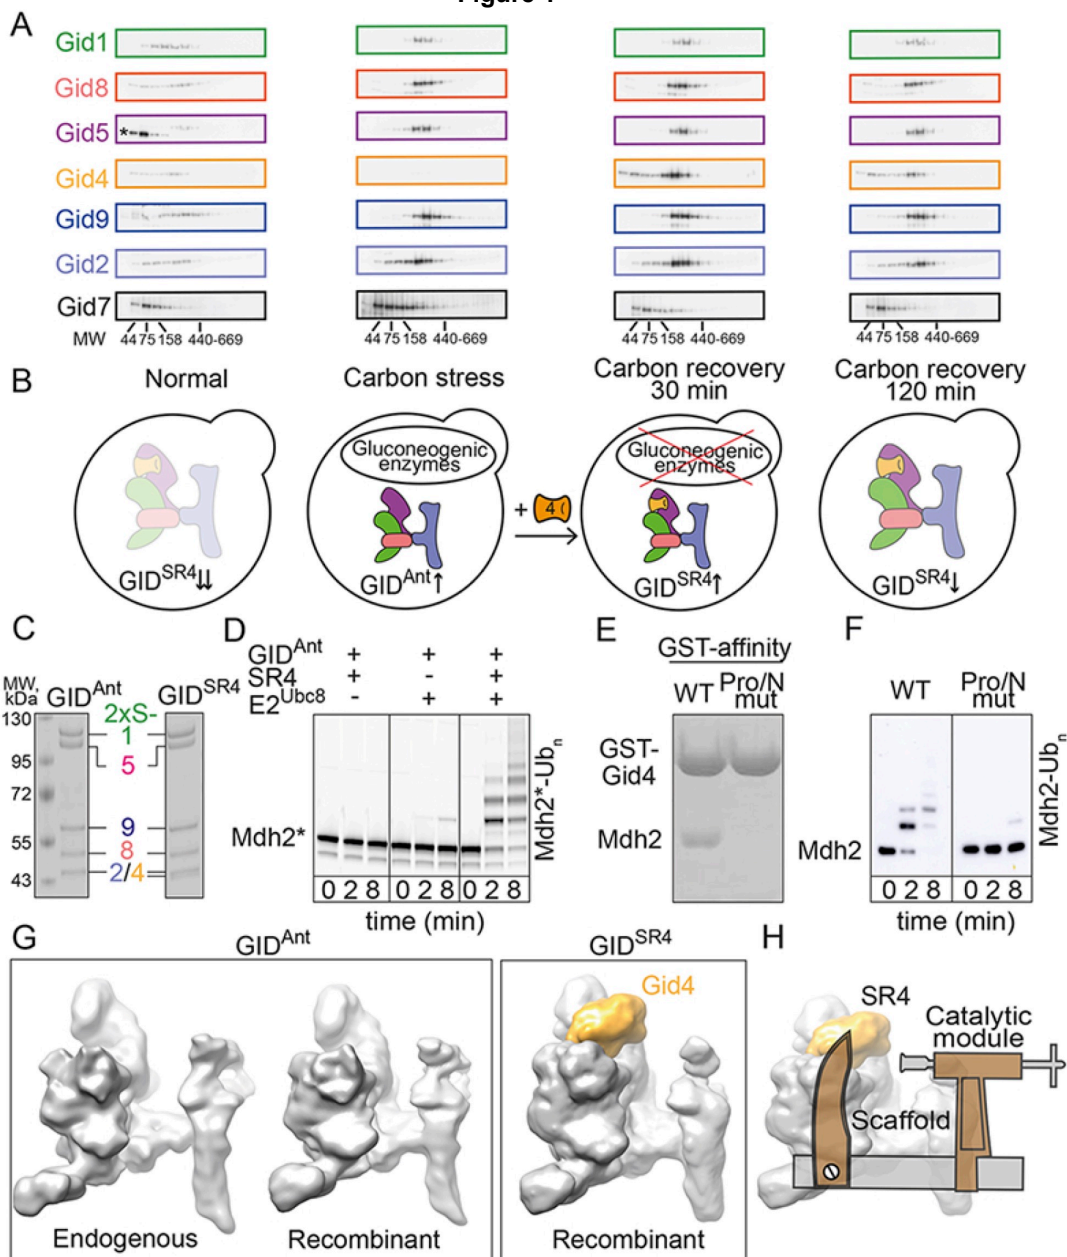 A
Gid1
Gid8
Gid5
*
Gid4
Gid9
Gid2
Gid7
MW 44 75 158 440-669
44 75 158 440-669
44 75 158 440-669
44 75 158 440-669
B
Normal
Carbon stress
Carbon recovery
30 min
Carbon recovery
120 min
Gluconeogenic
enzymes
Gluconeogenic
enzymes
+ 4
GID^SR4 ↓↓
GID^Ant ↑
GID^SR4 ↑
GID^SR4 ↓
C
MW,
kDa
GID^Ant
GID^SR4
2xS-
1
5
9
8
2/4
130
95
72
55
43
D
GID^Ant + + +
SR4 + - +
E2^Ubc8 - + +
Mdh2*
Mdh2*-Ub_n
0 2 8 0 2 8 0 2 8
time (min)
E
GST-affinity
WT
Pro/N
mut
GST-
Gid4
Mdh2
F
WT
Pro/N
mut
Mdh2
Mdh2-Ub_n
0 2 8 0 2 8
time (min)
G
GID^Ant
GID^SR4
Gid4
Endogenous
Recombinant
Recombinant
H
SR4
Catalytic
module
Scaffold